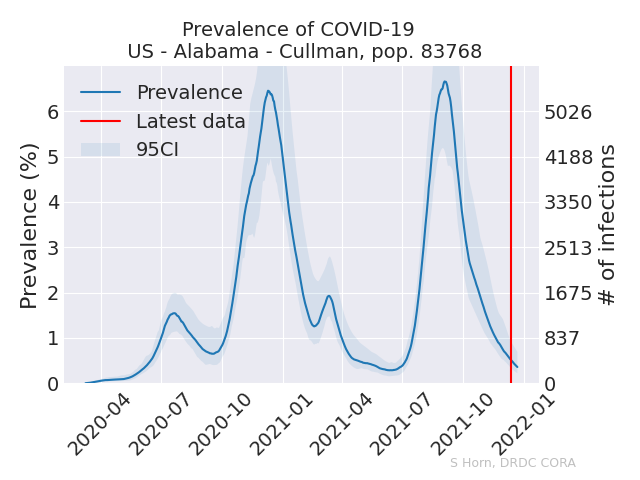 Prevalence of COVID-19
US - Alabama - Cullman, pop. 83768
Prevalence
Latest data
95CI
Prevalence (%)
6
5
4
3
2
1
0
5026
4188
3350
2513
1675
837
0
# of infections
2020-04
2020-07
2020-10
2021-01
2021-04
2021-07
2021-10
2022-01
S Horn, DRDC CORA